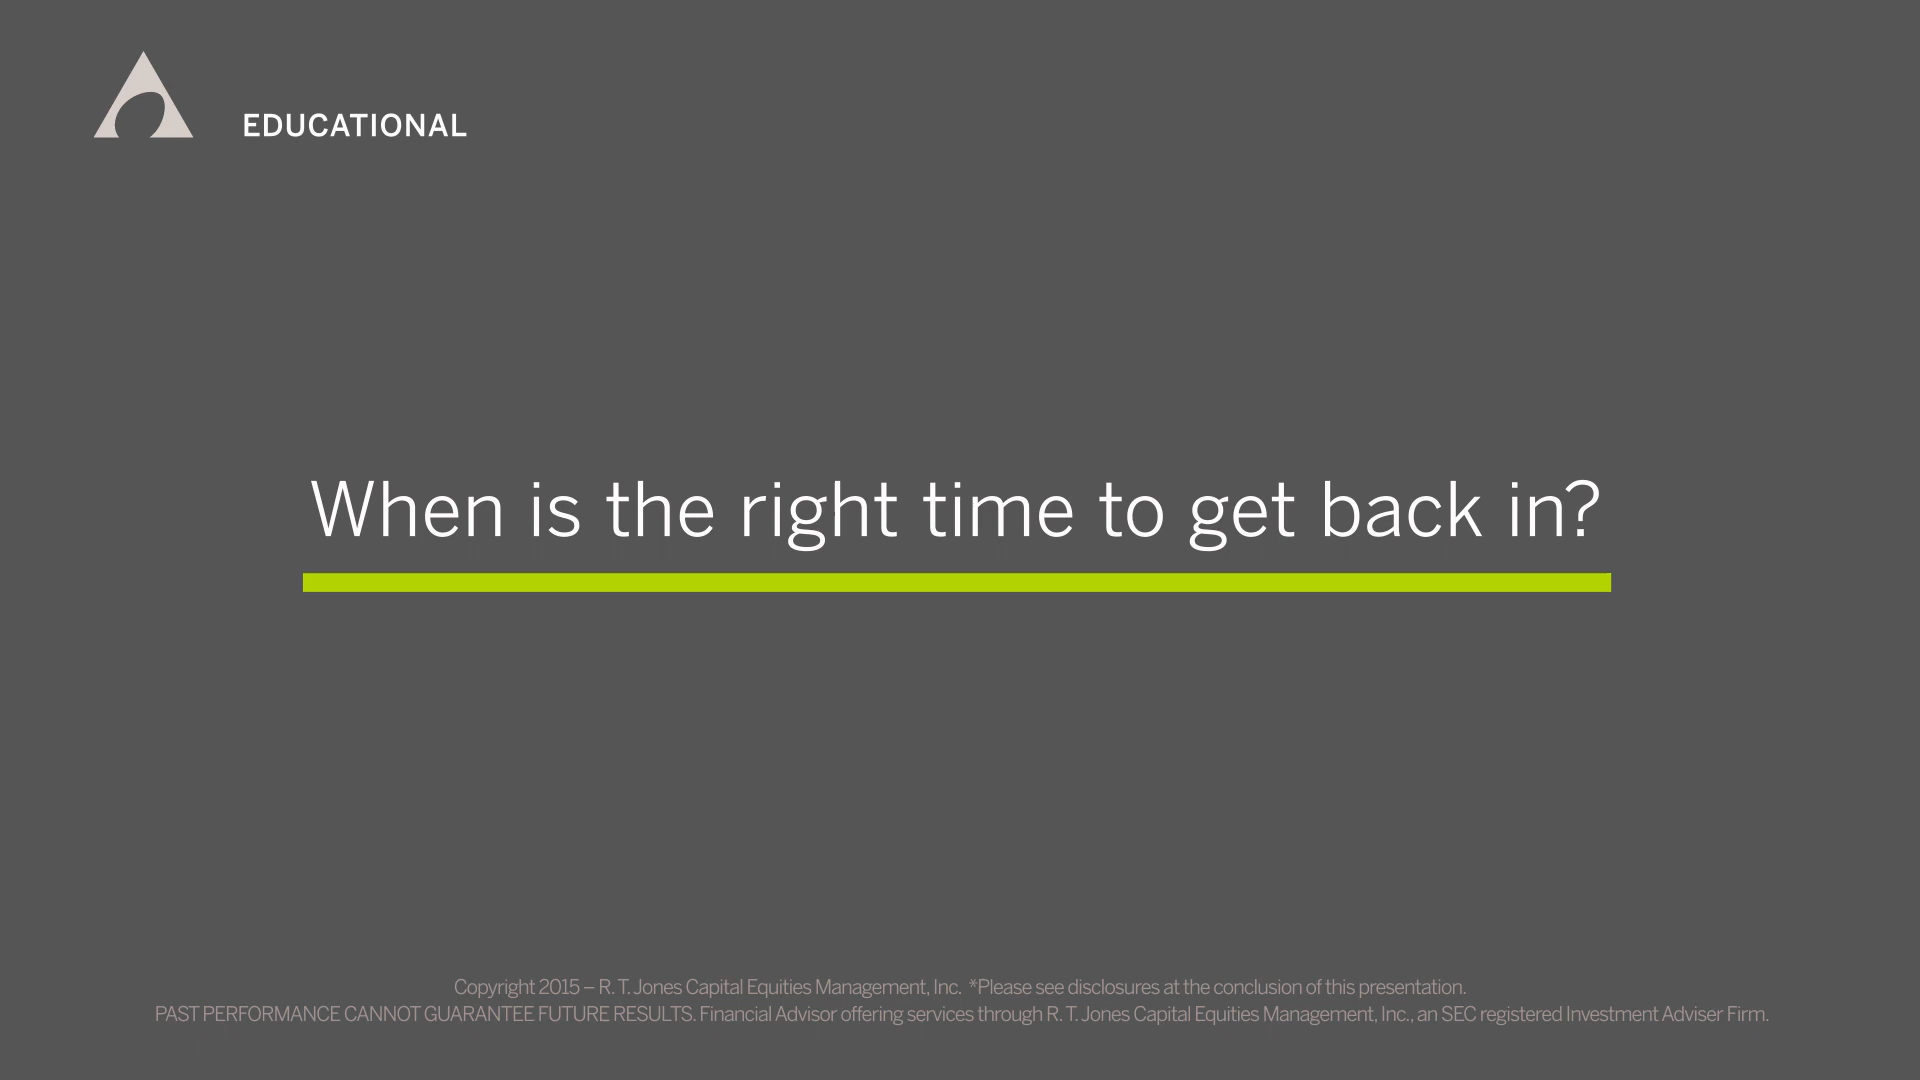 EDUCATIONAL
When is the right time to get back in?
Copyright 2015 – R. T. Jones Capital Equities Management, Inc. *Please see disclosures at the conclusion of this presentation.
PAST PERFORMANCE CANNOT GUARANTEE FUTURE RESULTS. Financial Advisor offering services through R. T. Jones Capital Equities Management, Inc., an SEC registered Investment Adviser Firm.